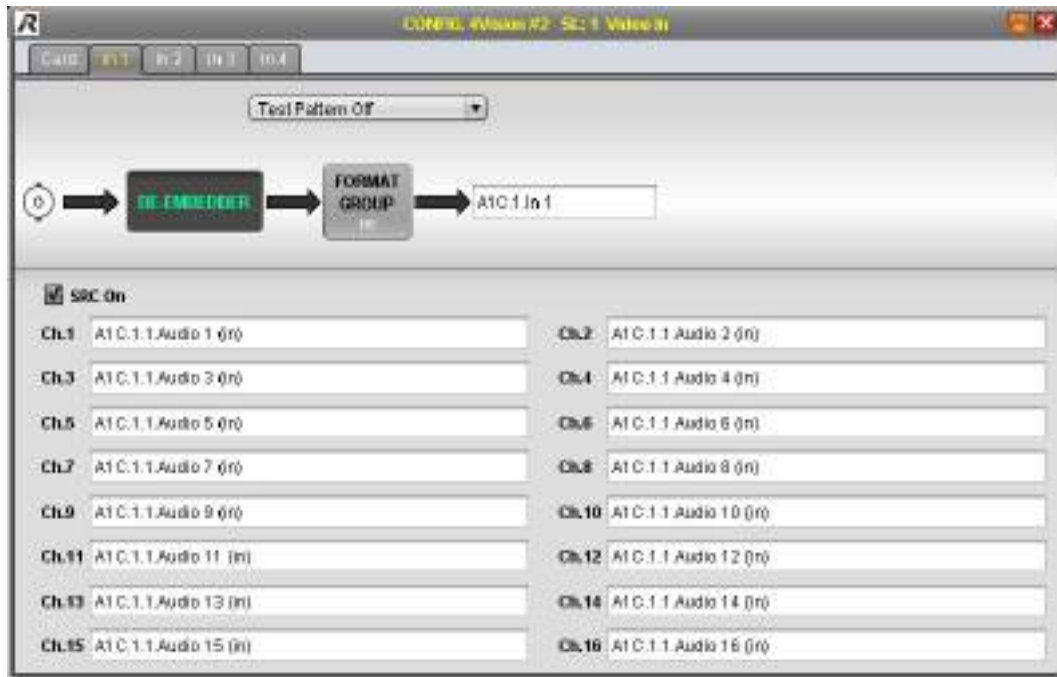 R
CONFIG. 4Vision #2 SL: 1 Video In
Card In 1 In 2 In 3 In 4
Test Pattern Off
DE EMBEDDER
FORMAT
GROUP
A1C.1.In 1
SRC On
Ch.1 A1C.1.1.Audio 1 (in) Ch.2 A1C.1.1.Audio 2 (in)
Ch.3 A1C.1.1.Audio 3 (in) Ch.4 A1C.1.1.Audio 4 (in)
Ch.5 A1C.1.1.Audio 5 (in) Ch.6 A1C.1.1.Audio 6 (in)
Ch.7 A1C.1.1.Audio 7 (in) Ch.8 A1C.1.1.Audio 8 (in)
Ch.9 A1C.1.1.Audio 9 (in) Ch.10 A1C.1.1.Audio 10 (in)
Ch.11 A1C.1.1.Audio 11 (in) Ch.12 A1C.1.1.Audio 12 (in)
Ch.13 A1C.1.1.Audio 13 (in) Ch.14 A1C.1.1.Audio 14 (in)
Ch.15 A1C.1.1.Audio 15 (in) Ch.16 A1C.1.1.Audio 16 (in)